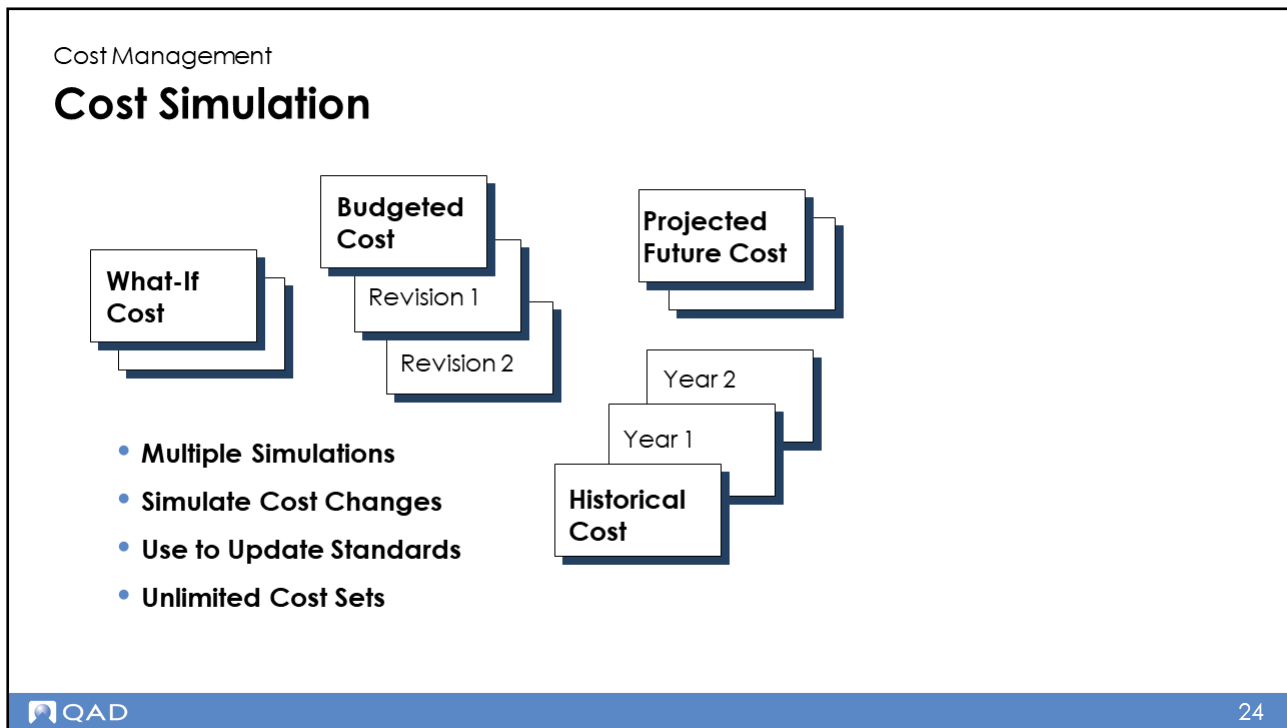 Cost Management
Cost Simulation
What-If
Cost
Budgeted
Cost
Revision 1
Revision 2
Projected
Future Cost
Year 2
Year 1
Historical
Cost
• Multiple Simulations
• Simulate Cost Changes
• Use to Update Standards
• Unlimited Cost Sets
QAD
24